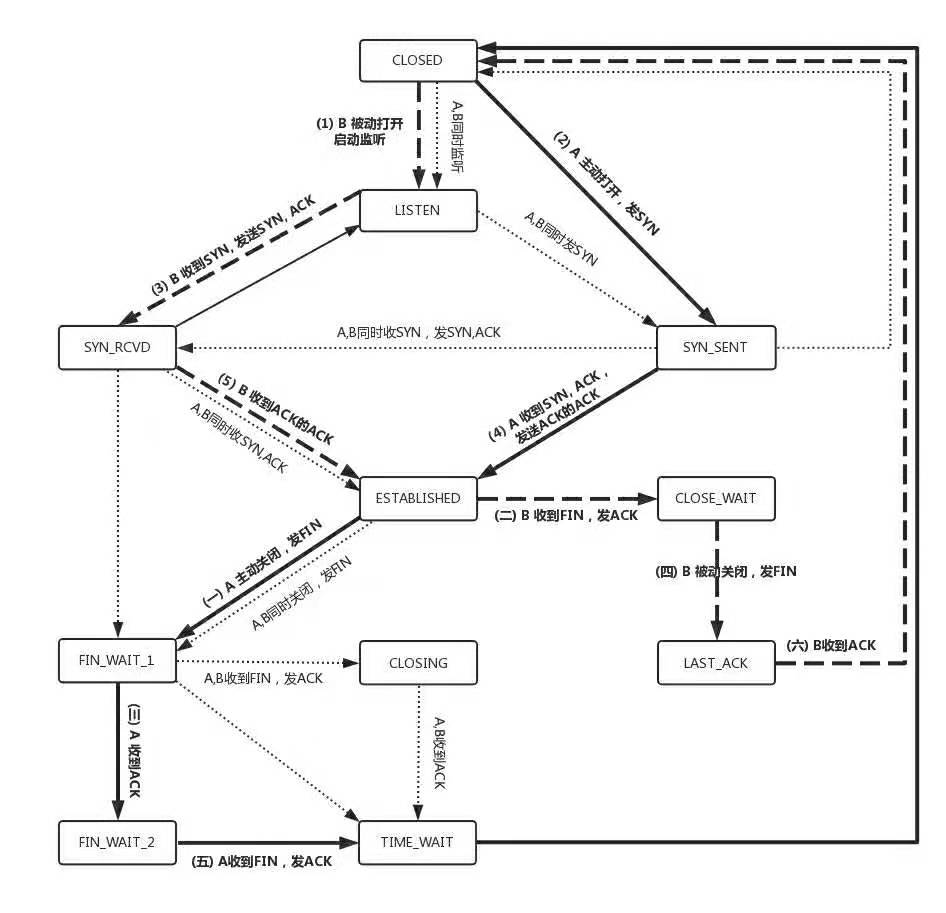 CLOSED
(1) B 被动打开
启动监听
A,B同时监听
(2) A 主动打开，发SYN
LISTEN
(3) B 收到SYN, 发送SYN, ACK
A,B同时发SYN
SYN_RCVD
A,B同时收SYN，发SYN,ACK
SYN_SENT
(5) B 收到ACK的ACK
A,B同时收SYN,ACK
(4) A 收到SYN, ACK，
发送ACK的ACK
ESTABLISHED
(二) B 收到FIN，发ACK
CLOSE_WAIT
(一) A 主动关闭，发FIN
A,B同时关闭，发FIN
(四) B 被动关闭，发FIN
FIN_WAIT_1
A,B收到FIN，发ACK
CLOSING
LAST_ACK
(六) B收到ACK
(三) A 收到ACK
A,B收到ACK
FIN_WAIT_2
(五) A收到FIN，发ACK
TIME_WAIT